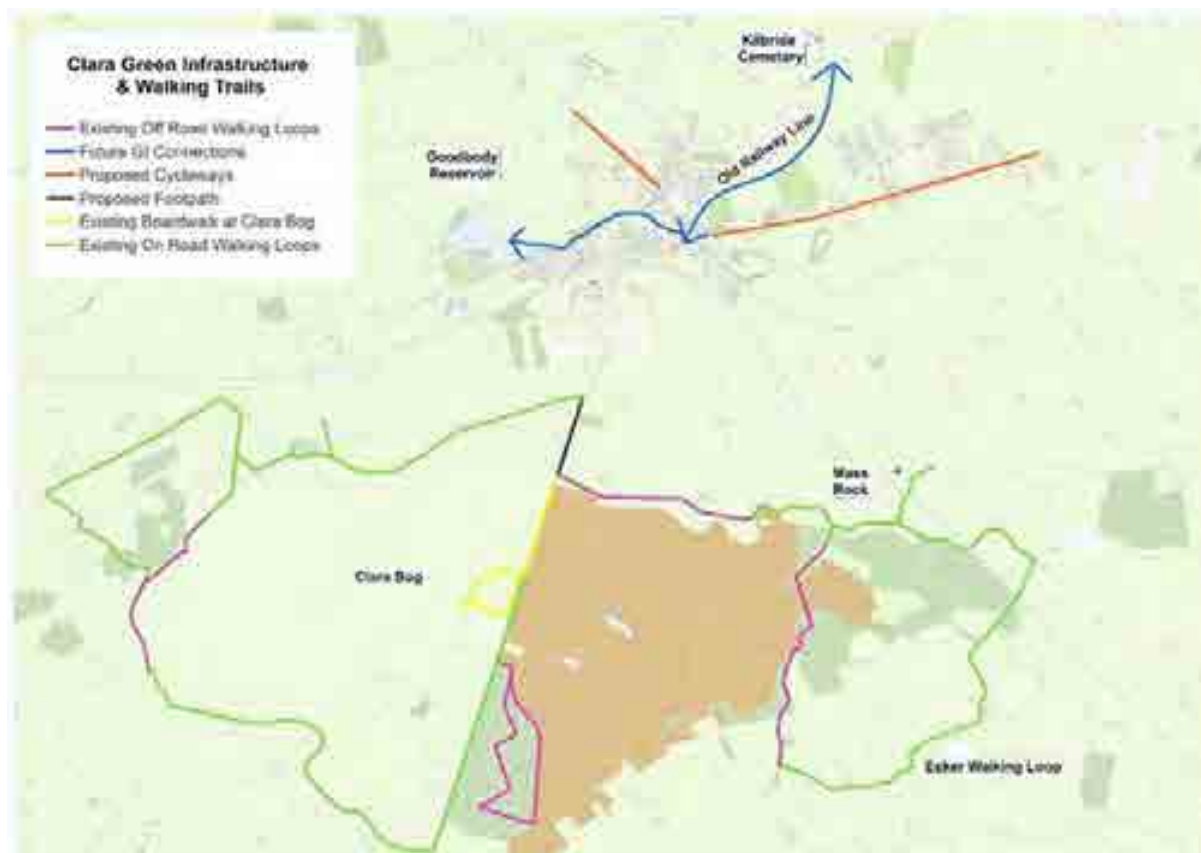 Clara Green Infrastructure
& Walking Trails
Existing Off Road Walking Loops
Future GI Connections
Proposed Cycleways
Proposed Footpath
Existing Boardwalk at Clara Bog
Existing On Road Walking Loops
Kilbride
Cemetary
Goodbody
Reservoir
Old Railway Line
Mass
Rock
Clara Bog
Esker Walking Loop